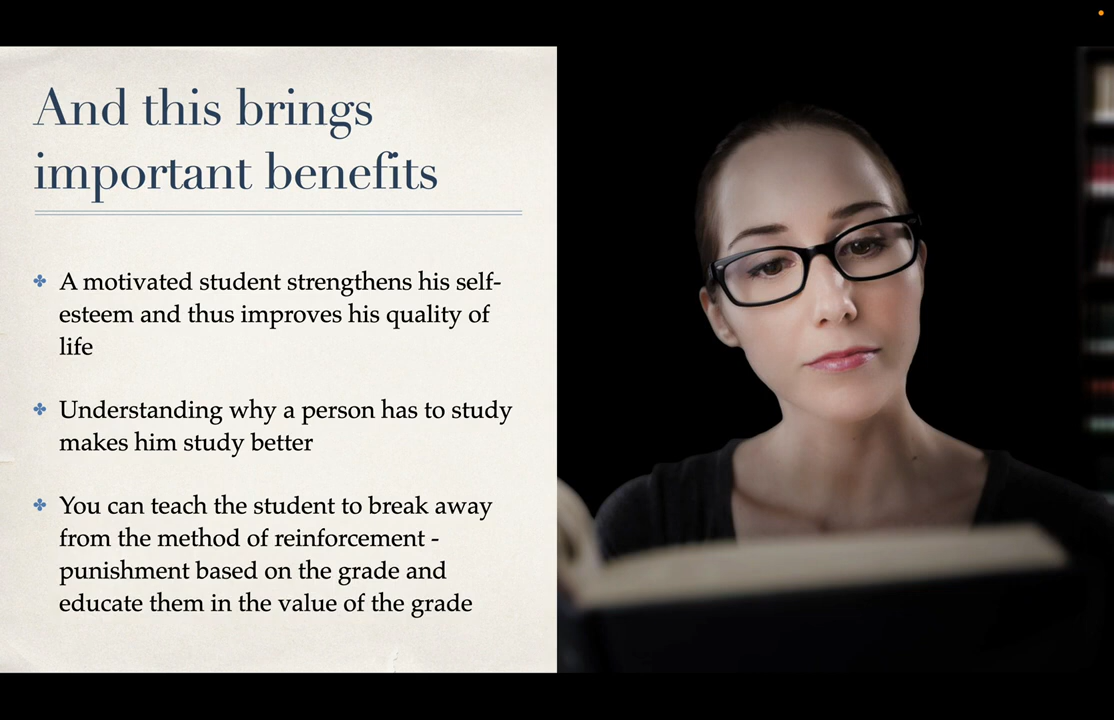 And this brings
important benefits
A motivated student strengthens his self-
esteem and thus improves his quality of
life
Understanding why a person has to study
makes him study better
You can teach the student to break away
from the method of reinforcement -
punishment based on the grade and
educate them in the value of the grade